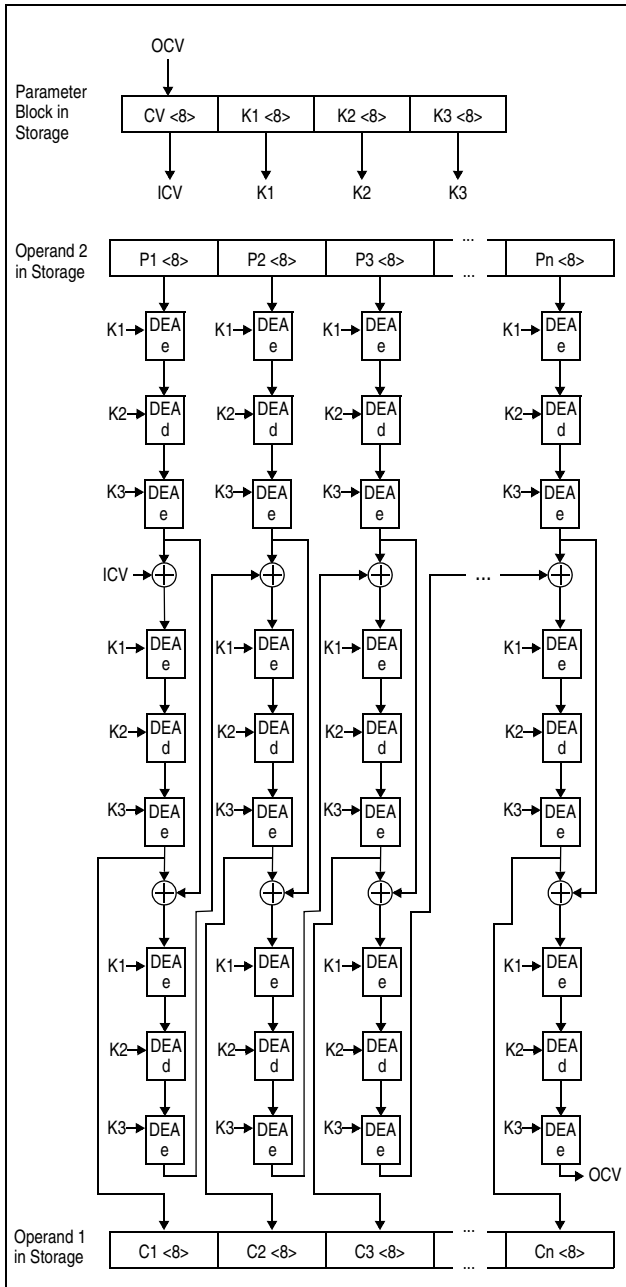 OCV
Parameter
Block in
Storage
CV <8> K1 <8> K2 <8> K3 <8>
ICV K1 K2 K3
Operand 2
in Storage
P1 <8> P2 <8> P3 <8> ... ... Pn <8>
K1 DEA e K1 DEA e K1 DEA e K1 DEA e
K2 DEA d K2 DEA d K2 DEA d K2 DEA d
K3 DEA e K3 DEA e K3 DEA e K3 DEA e
ICV ...
K1 DEA e K1 DEA e K1 DEA e K1 DEA e
K2 DEA d K2 DEA d K2 DEA d K2 DEA d
K3 DEA e K3 DEA e K3 DEA e K3 DEA e
K1 DEA e K1 DEA e K1 DEA e K1 DEA e
K2 DEA d K2 DEA d K2 DEA d K2 DEA d
K3 DEA e K3 DEA e K3 DEA e K3 DEA e
OCV
Operand 1
in Storage
C1 <8> C2 <8> C3 <8> ... ... Cn <8>